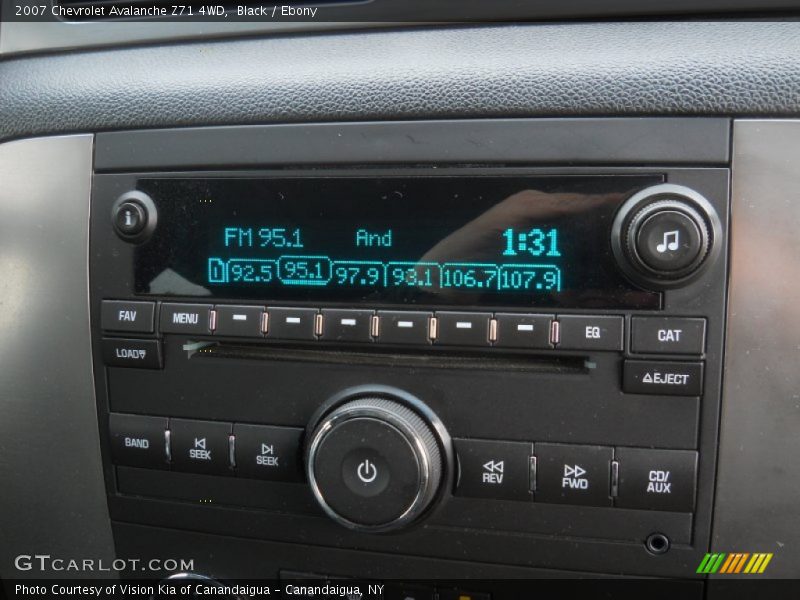 2007 Chevrolet Avalanche Z71 4WD, Black / Ebony
i
FM 95.1 And 1:31
1 92.5 95.1 97.9 93.1 106.7 107.9
FAV MENU EQ CAT
LOAD EJECT
BAND SEEK SEEK REV FWD CD/AUX
GTCARLOT.COM
Photo Courtesy of Vision Kia of Canandaigua – Canandaigua, NY